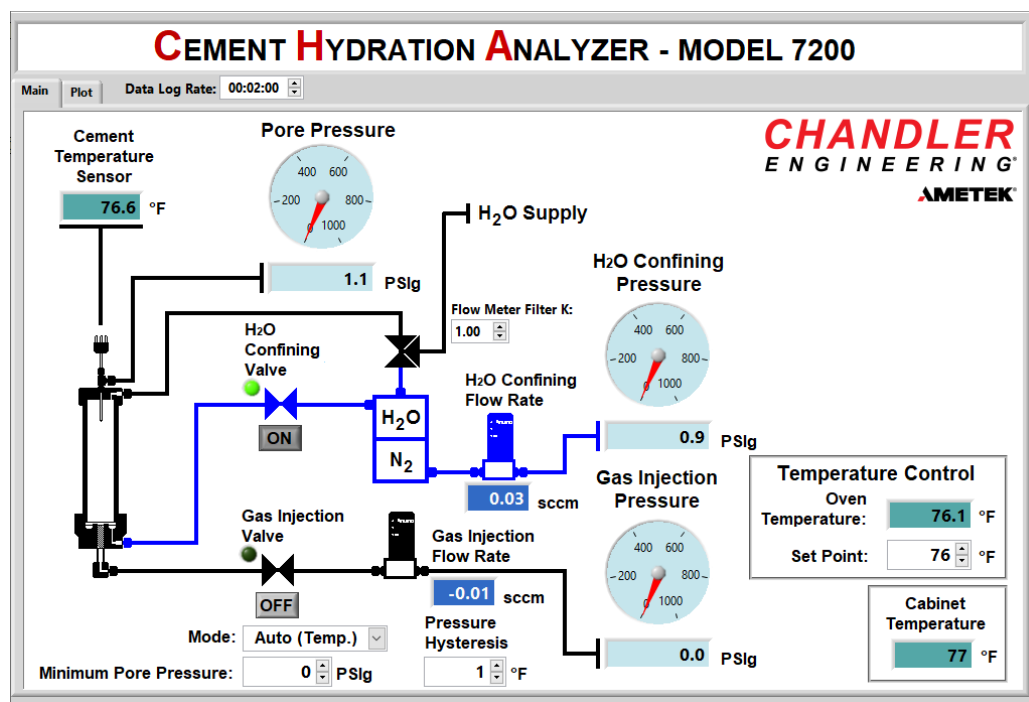 CEMENT HYDRATION ANALYZER - MODEL 7200
Main
Plot
Data Log Rate: 00:02:00
CHANDLER
ENGINEERING®
AMETEK®
Cement
Temperature
Sensor
76.6 °F
Pore Pressure
400 600
200 800
0 1000
1.1 PSIg
H2O Supply
Flow Meter Filter K:
1.00
H2O Confining
Pressure
400 600
200 800
0 1000
0.9 PSIg
H2O
Confining
Valve
ON
H2O
N2
H2O Confining
Flow Rate
0.03 sccm
Gas Injection
Pressure
400 600
200 800
0 1000
0.0 PSIg
Gas Injection
Valve
OFF
Gas Injection
Flow Rate
-0.01 sccm
Mode: Auto (Temp.)
Minimum Pore Pressure: 0 PSIg
Pressure
Hysteresis
1 °F
Temperature Control
Oven
Temperature: 76.1 °F
Set Point: 76 °F
Cabinet
Temperature
77 °F